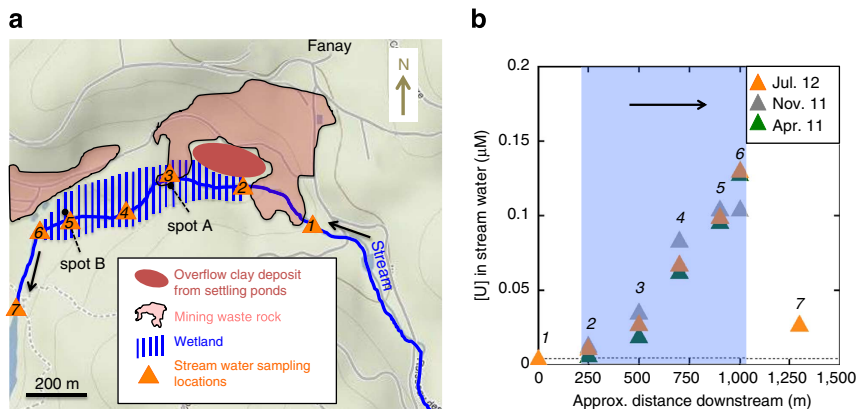 a
Fanay
N
3
2
spot A
1
4
5
6
spot B
Stream
7
Overflow clay deposit
from settling ponds
Mining waste rock
Wetland
Stream water sampling
locations
200 m
b
0.2
Jul. 12
Nov. 11
Apr. 11
0.15
6
5
0.1
4
[U] in stream water (µM)
3
0.05
7
1
2
0
0 250 500 750 1,000 1,250 1,500
Approx. distance downstream (m)